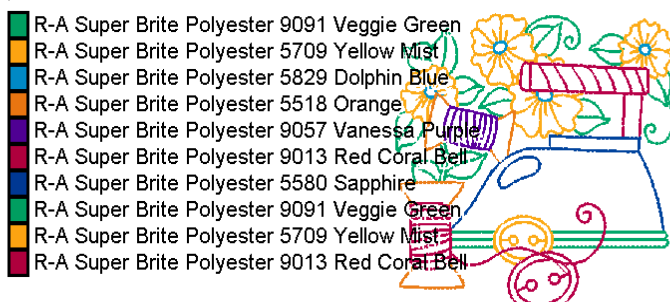 R-A Super Brite Polyester 9091 Veggie Green
R-A Super Brite Polyester 5709 Yellow Mist
R-A Super Brite Polyester 5829 Dolphin Blue
R-A Super Brite Polyester 5518 Orange
R-A Super Brite Polyester 9057 Vanessa Purple
R-A Super Brite Polyester 9013 Red Coral Bell
R-A Super Brite Polyester 5580 Sapphire
R-A Super Brite Polyester 9091 Veggie Green
R-A Super Brite Polyester 5709 Yellow Mist
R-A Super Brite Polyester 9013 Red Coral Bell